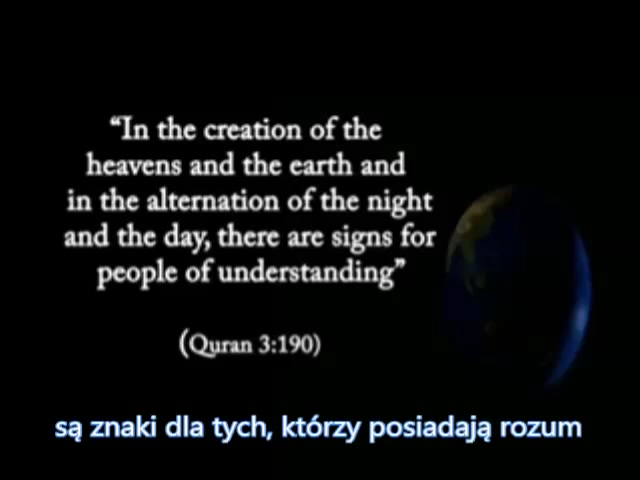 “In the creation of the
heavens and the earth and
in the alternation of the night
and the day, there are signs for
people of understanding”
(Quran 3:190)
są znaki dla tych, którzy posiadają rozum